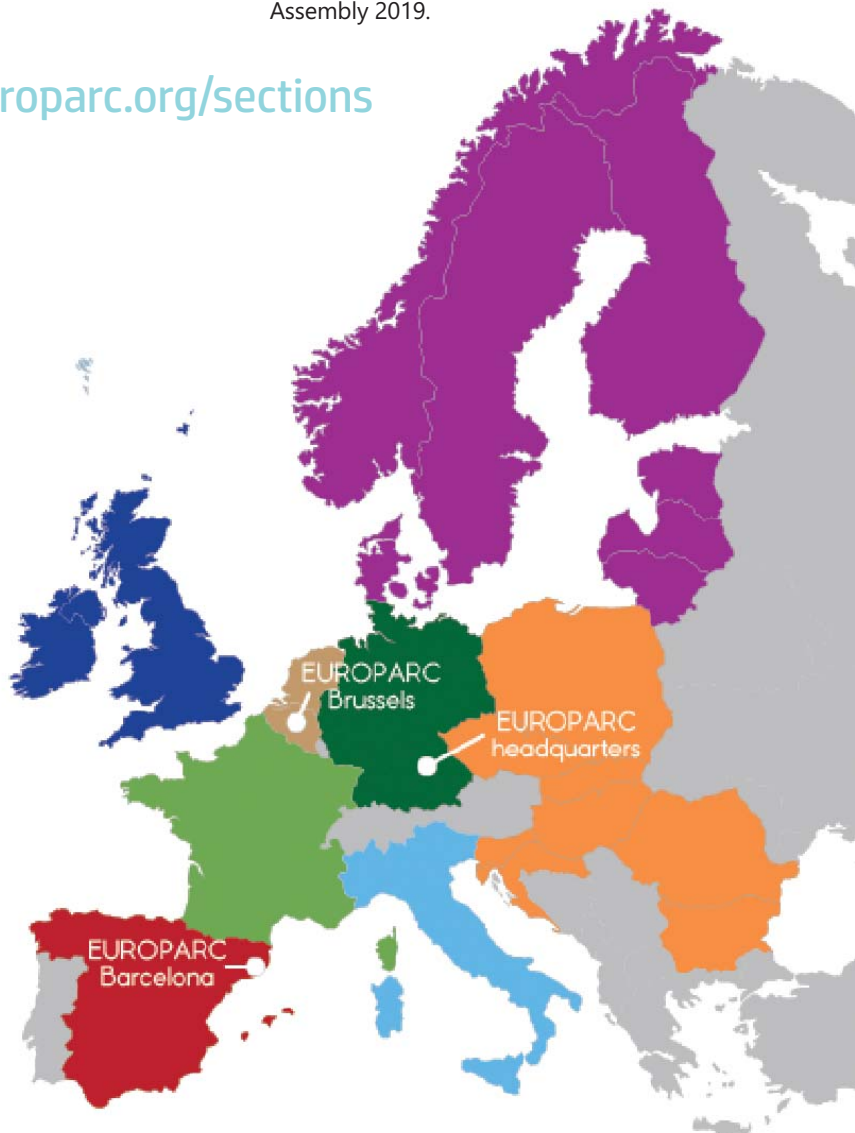 Assembly 2019.
roparc.org/sections
EUROPARC
Brussels
EUROPARC
headquarters
EUROPARC
Barcelona